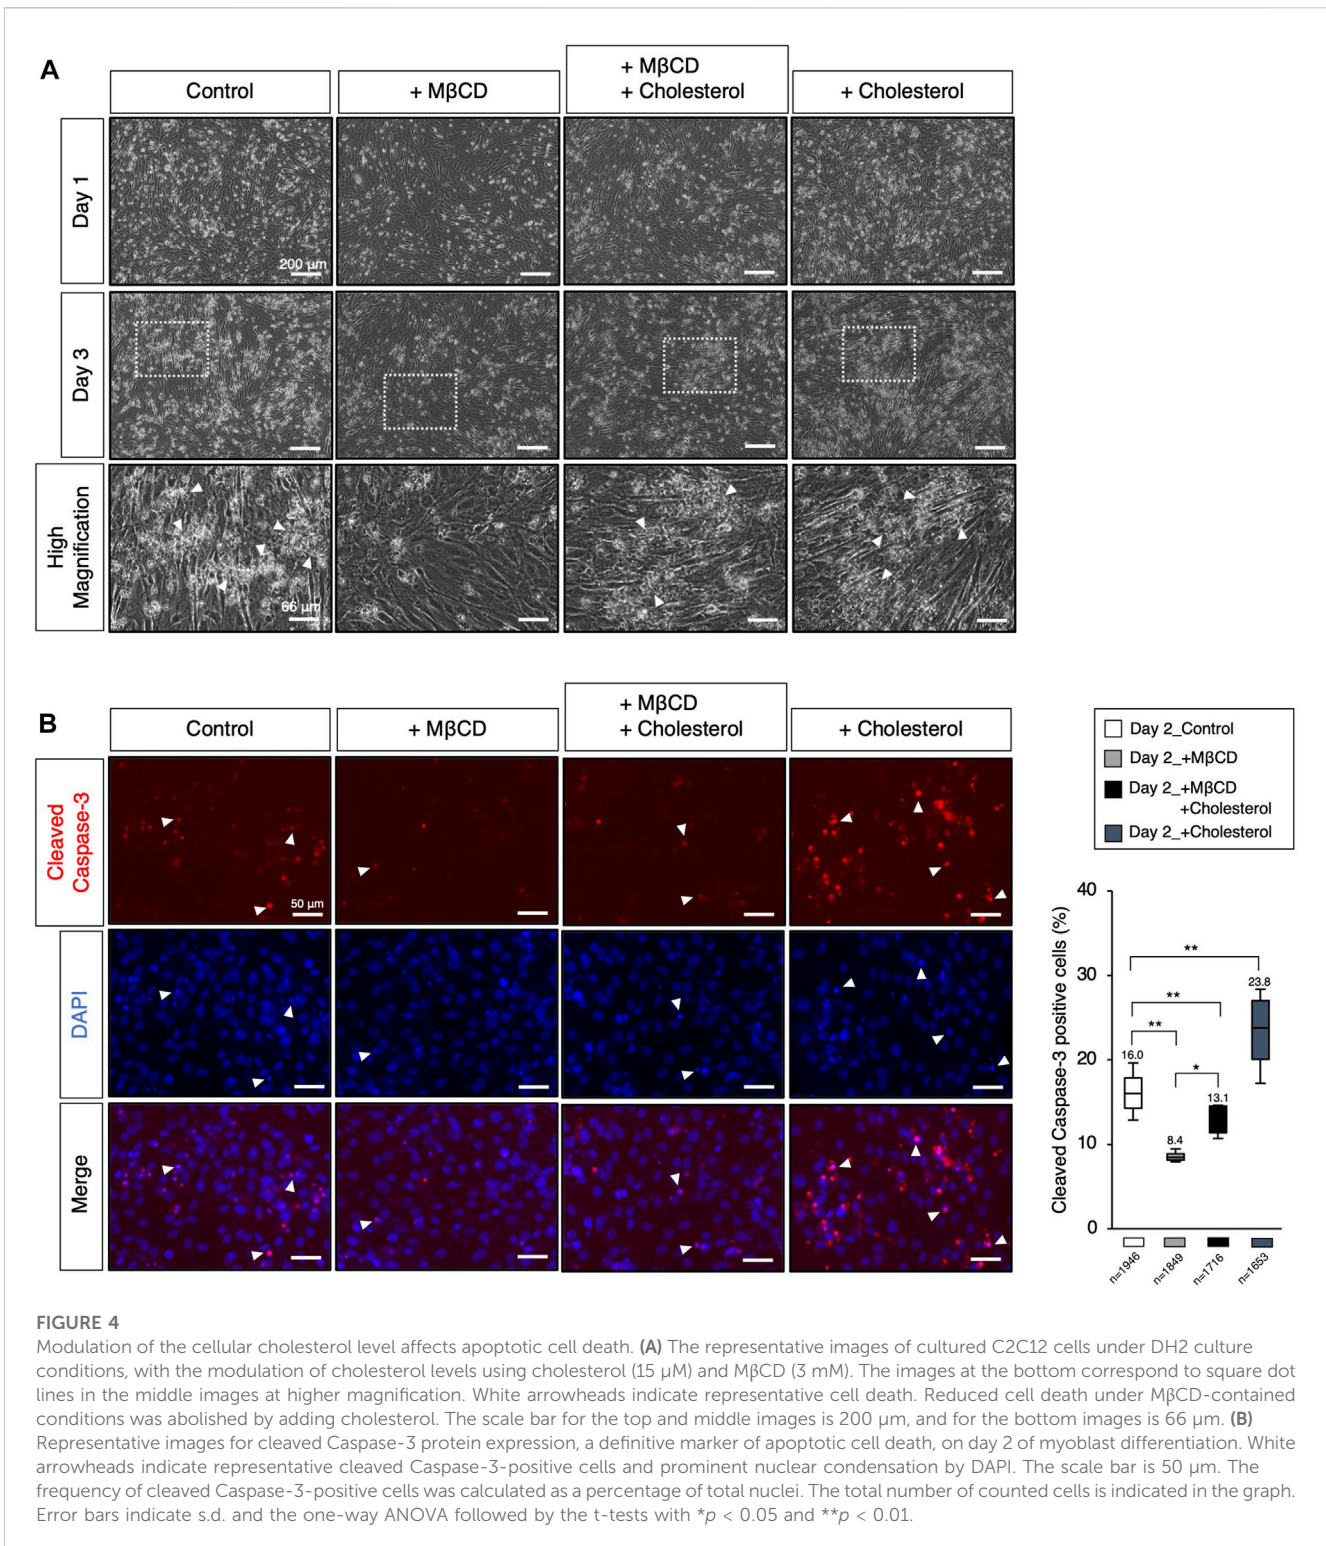 A
Control
+ MβCD
+ MβCD
+ Cholesterol
+ Cholesterol
Day 1
200 µm
Day 3
High
Magnification
66 µm
B
Control
+ MβCD
+ MβCD
+ Cholesterol
+ Cholesterol
Cleaved
Caspase-3
50 µm
DAPI
Merge
Day 2_Control
Day 2_+MβCD
Day 2_+MβCD
+Cholesterol
Day 2_+Cholesterol
Cleaved Caspase-3 positive cells (%)
40
30
20
10
0
**
**
**
*
16.0
8.4
13.1
23.8
n=1946
n=1849
n=1716
n=1653
FIGURE 4
Modulation of the cellular cholesterol level affects apoptotic cell death. (A) The representative images of cultured C2C12 cells under DH2 culture
conditions, with the modulation of cholesterol levels using cholesterol (15 µM) and MβCD (3 mM). The images at the bottom correspond to square dot
lines in the middle images at higher magnification. White arrowheads indicate representative cell death. Reduced cell death under MβCD-contained
conditions was abolished by adding cholesterol. The scale bar for the top and middle images is 200 µm, and for the bottom images is 66 µm. (B)
Representative images for cleaved Caspase-3 protein expression, a definitive marker of apoptotic cell death, on day 2 of myoblast differentiation. White
arrowheads indicate representative cleaved Caspase-3-positive cells and prominent nuclear condensation by DAPI. The scale bar is 50 µm. The
frequency of cleaved Caspase-3-positive cells was calculated as a percentage of total nuclei. The total number of counted cells is indicated in the graph.
Error bars indicate s.d. and the one-way ANOVA followed by the t-tests with *p < 0.05 and **p < 0.01.